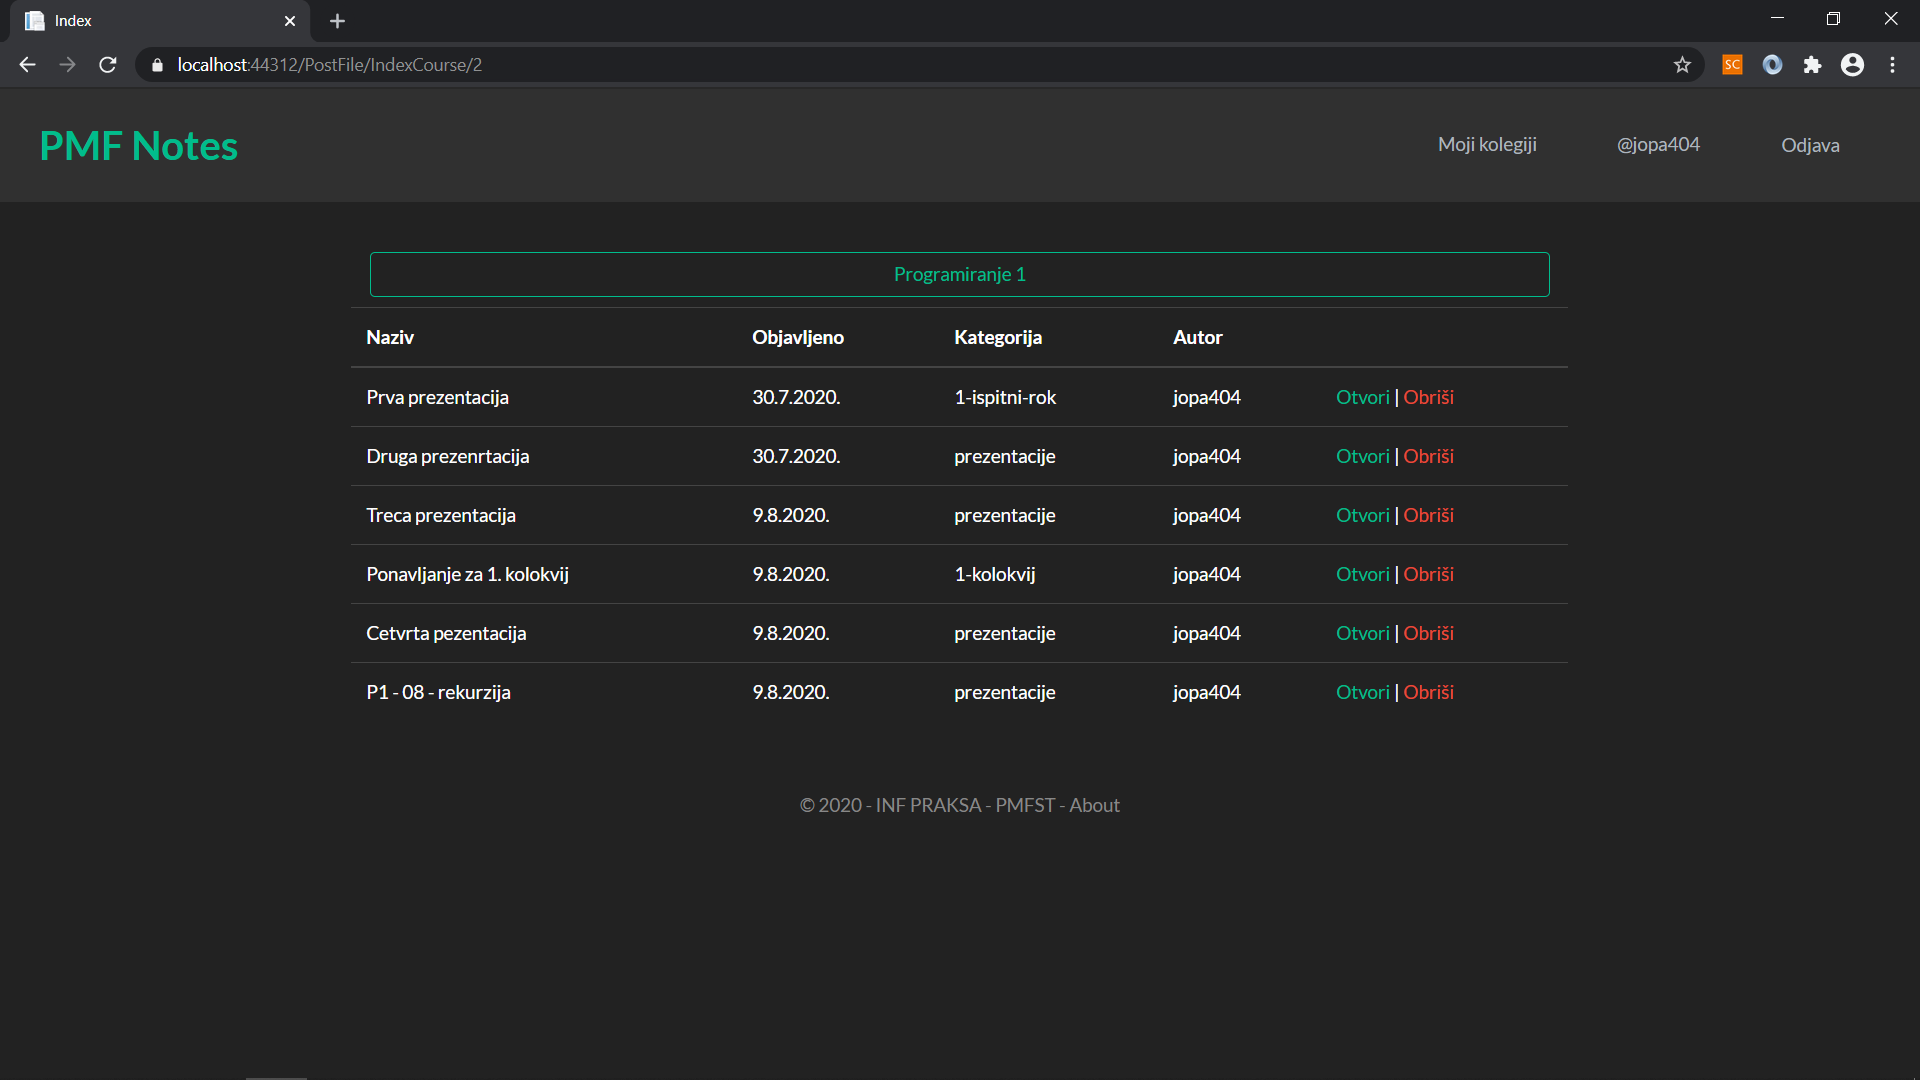 Index
localhost:44312/PostFile/IndexCourse/2
SC
PMF Notes
Moji kolegiji @jopa404 Odjava
Programiranje 1
Naziv Objavljeno Kategorija Autor
Prva prezentacija 30.7.2020. 1-ispitni-rok jopa404 Otvori | Obriši
Druga prezenrtacija 30.7.2020. prezentacije jopa404 Otvori | Obriši
Treca prezentacija 9.8.2020. prezentacije jopa404 Otvori | Obriši
Ponavljanje za 1. kolokvij 9.8.2020. 1-kolokvij jopa404 Otvori | Obriši
Cetvrta pezentacija 9.8.2020. prezentacije jopa404 Otvori | Obriši
P1 - 08 - rekurzija 9.8.2020. prezentacije jopa404 Otvori | Obriši
© 2020 - INF PRAKSA - PMFST - About